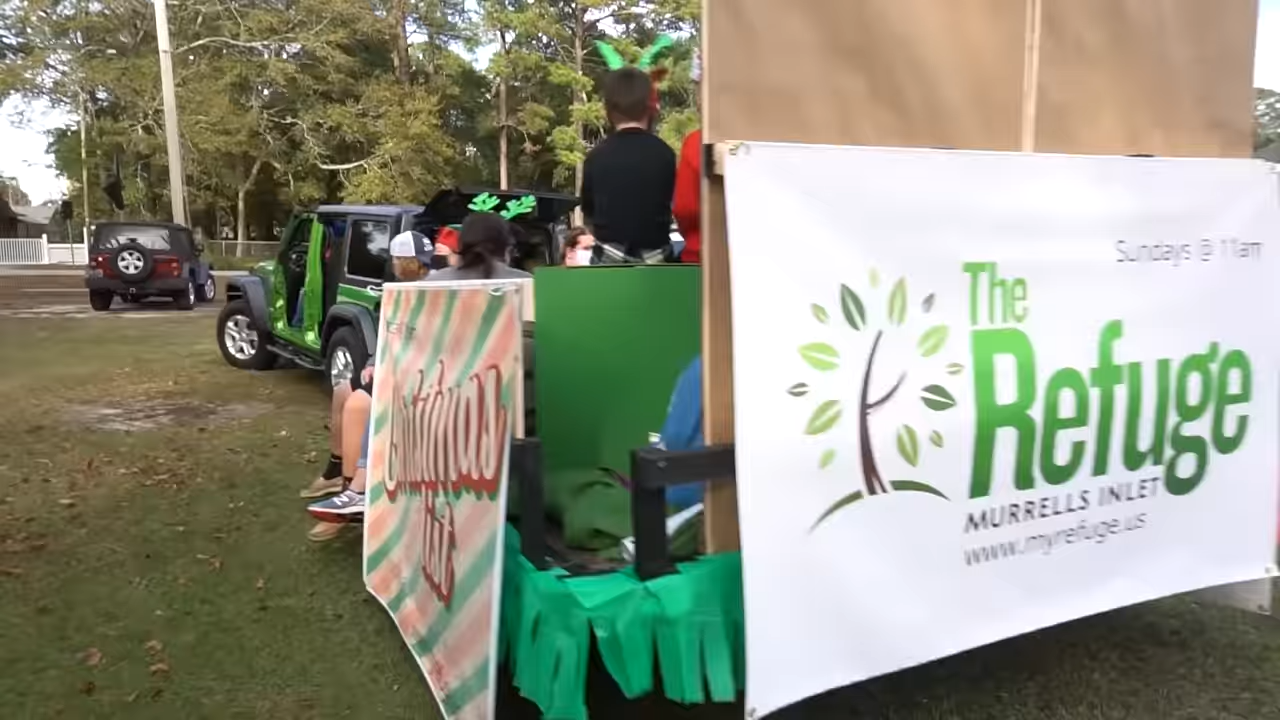 Christmas
Sundays @ 11am
The
Refuge
MURRELLS INLET
www.myrefuge.us